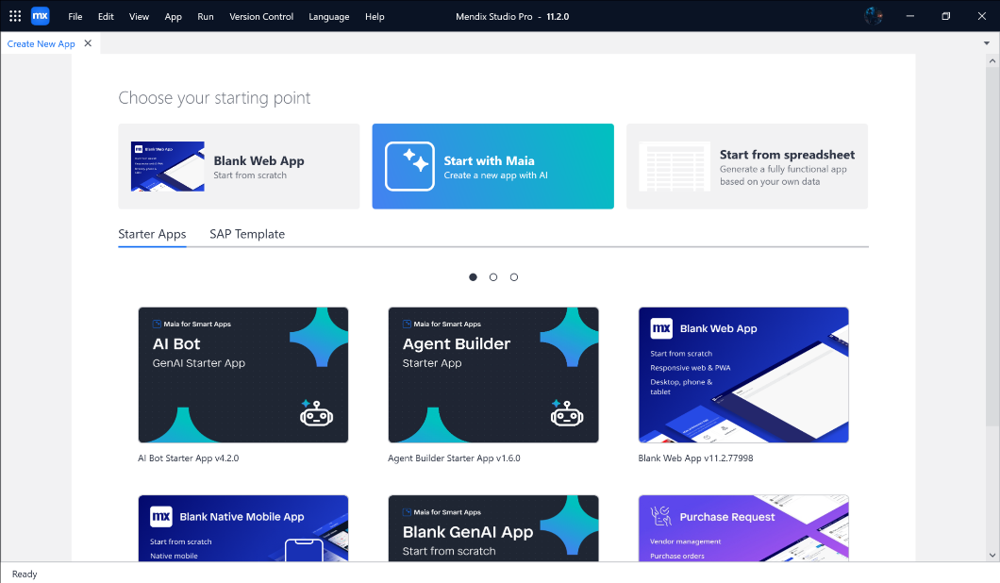 mx File Edit View App Run Version Control Language Help Mendix Studio Pro - 11.2.0
Create New App
Choose your starting point
Blank Web App
Start from scratch
Start with Maia
Create a new app with AI
Start from spreadsheet
Generate a fully functional app
based on your own data
Starter Apps SAP Template
Maia for Smart Apps
AI Bot
GenAI Starter App
Maia for Smart Apps
Agent Builder
Starter App
mx Blank Web App
Start from scratch
Responsive web & PWA
Desktop, phone &
tablet
AI Bot Starter App v4.2.0
Agent Builder Starter App v1.6.0
Blank Web App v11.2.77998
mx Blank Native Mobile App
Start from scratch
Native mobile
Maia for Smart Apps
Blank GenAI App
Start from scratch
Purchase Request
Vendor management
Purchase orders
Ready